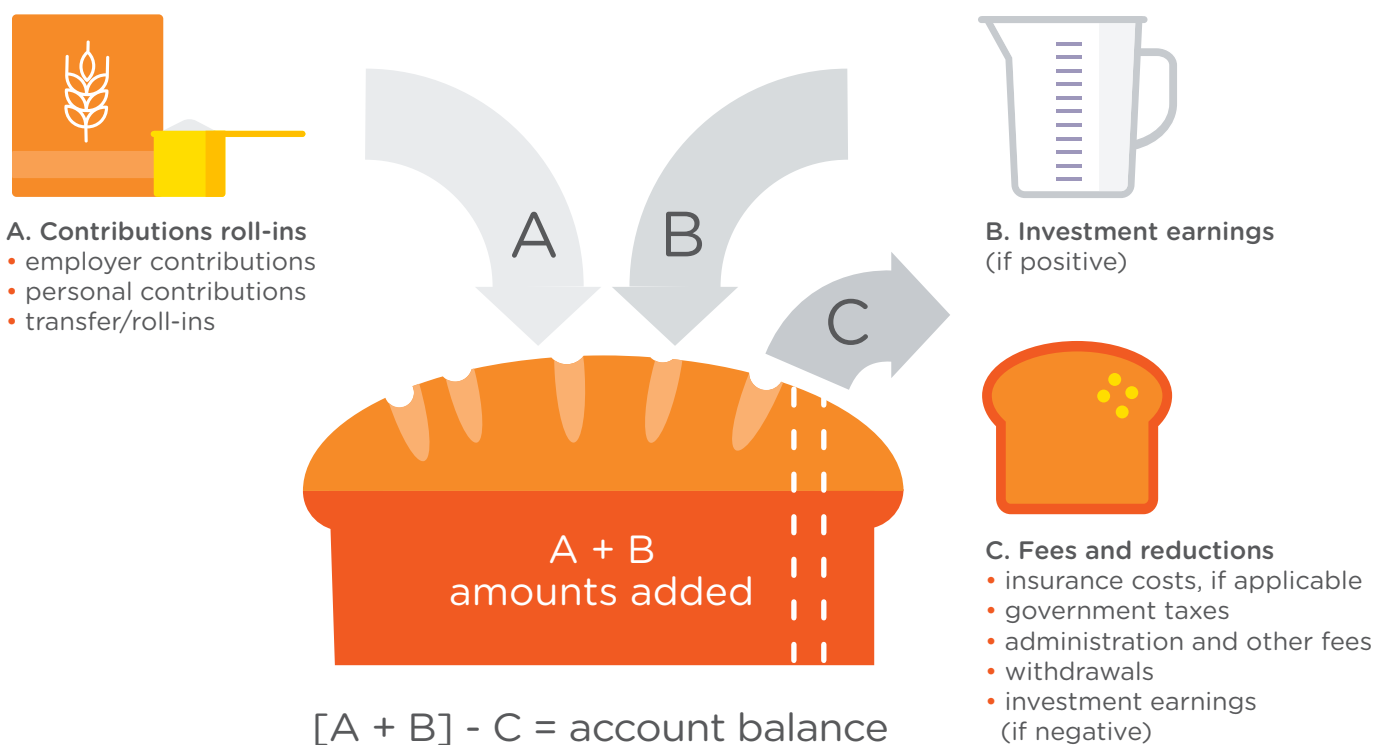 A
B
C
A. Contributions roll-ins
• employer contributions
• personal contributions
• transfer/roll-ins
B. Investment earnings
(if positive)
A + B
amounts added
C. Fees and reductions
• insurance costs, if applicable
• government taxes
• administration and other fees
• withdrawals
• investment earnings
(if negative)
[A + B] - C = account balance